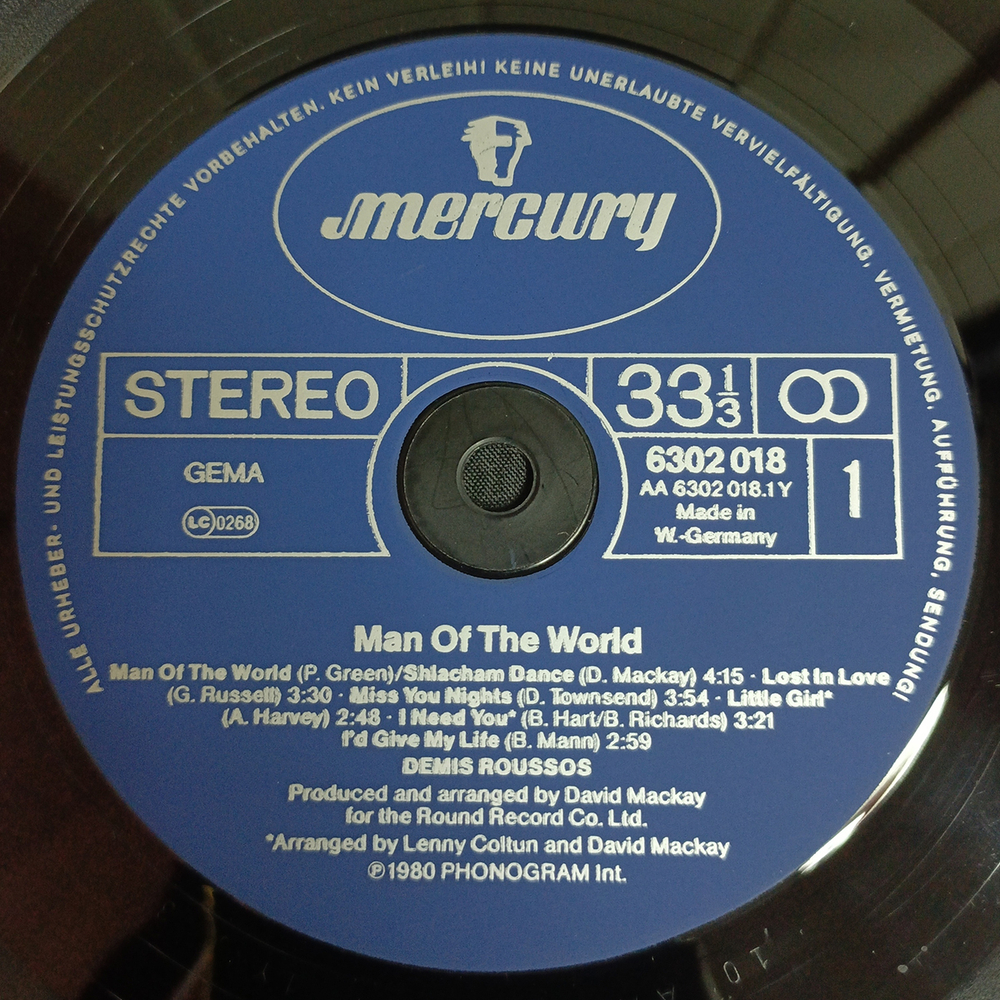 ALLE URHEBER- UND LEISTUNGSSCHUTZRECHTE VORBEHALTEN. KEIN VERLEIH! KEINE UNERLAUBTE VERVIELFÄLTIGUNG, VERMIETUNG, AUFFÜHRUNG, SENDUNG!
mercury
STEREO
33 1/3
GEMA
LC 0268
6302 018
AA 6302 018.1 Y
Made in
W.-Germany
1
Man Of The World
Man Of The World (P. Green)/Shlacham Dance (D. Mackay) 4:15 · Lost In Love
(G. Russell) 3:30 · Miss You Nights (D. Townsend) 3:54 · Little Girl*
(A. Harvey) 2:48 · I Need You* (B. Hart/B. Richards) 3:21
I'd Give My Life (B. Mann) 2:59
DEMIS ROUSSOS
Produced and arranged by David Mackay
for the Round Record Co. Ltd.
*Arranged by Lenny Coltun and David Mackay
℗ 1980 PHONOGRAM Int.